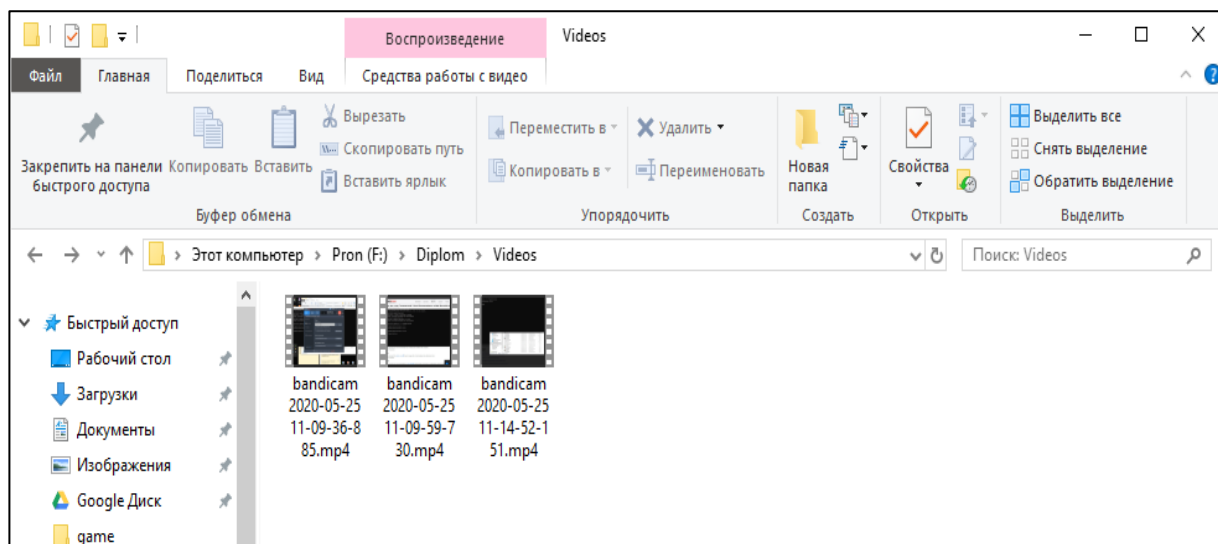 Воспроизведение Videos
Файл Главная Поделиться Вид Средства работы с видео
Закрепить на панели
быстрого доступа
Копировать
Вставить
Вырезать
Скопировать путь
Вставить ярлык
Буфер обмена
Переместить в
Копировать в
Удалить
Переименовать
Упорядочить
Новая
папка
Создать
Свойства
Открыть
Выделить все
Снять выделение
Обратить выделение
Выделить
Этот компьютер > Pron (F:) > Diplom > Videos
Поиск: Videos
Быстрый доступ
Рабочий стол
Загрузки
Документы
Изображения
Google Диск
game
bandicam
2020-05-25
11-09-36-8
85.mp4
bandicam
2020-05-25
11-09-59-7
30.mp4
bandicam
2020-05-25
11-14-52-1
51.mp4